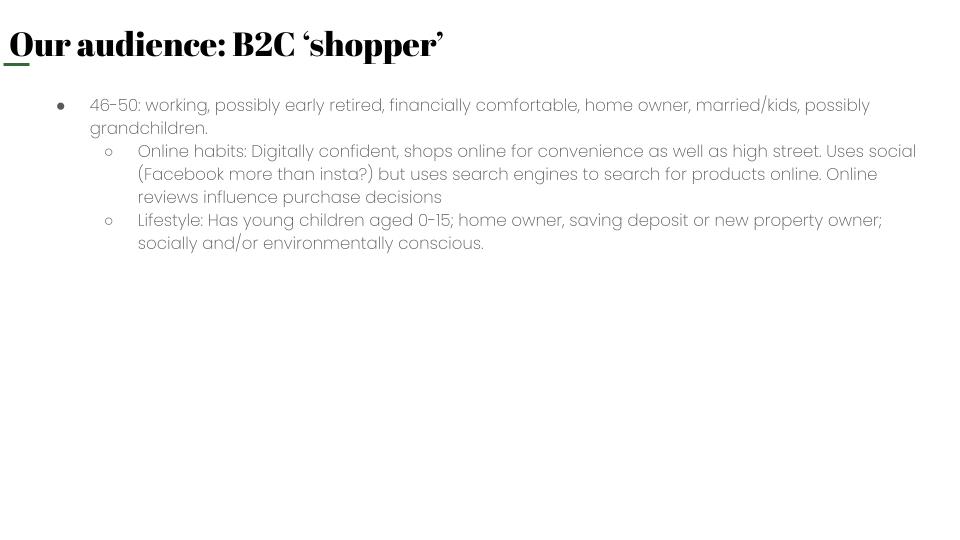 Our audience: B2C ‘shopper’
● 46-50: working, possibly early retired, financially comfortable, home owner, married/kids, possibly
grandchildren.
○ Online habits: Digitally confident, shops online for convenience as well as high street. Uses social
(Facebook more than insta?) but uses search engines to search for products online. Online
reviews influence purchase decisions
○ Lifestyle: Has young children aged 0-15; home owner, saving deposit or new property owner;
socially and/or environmentally conscious.